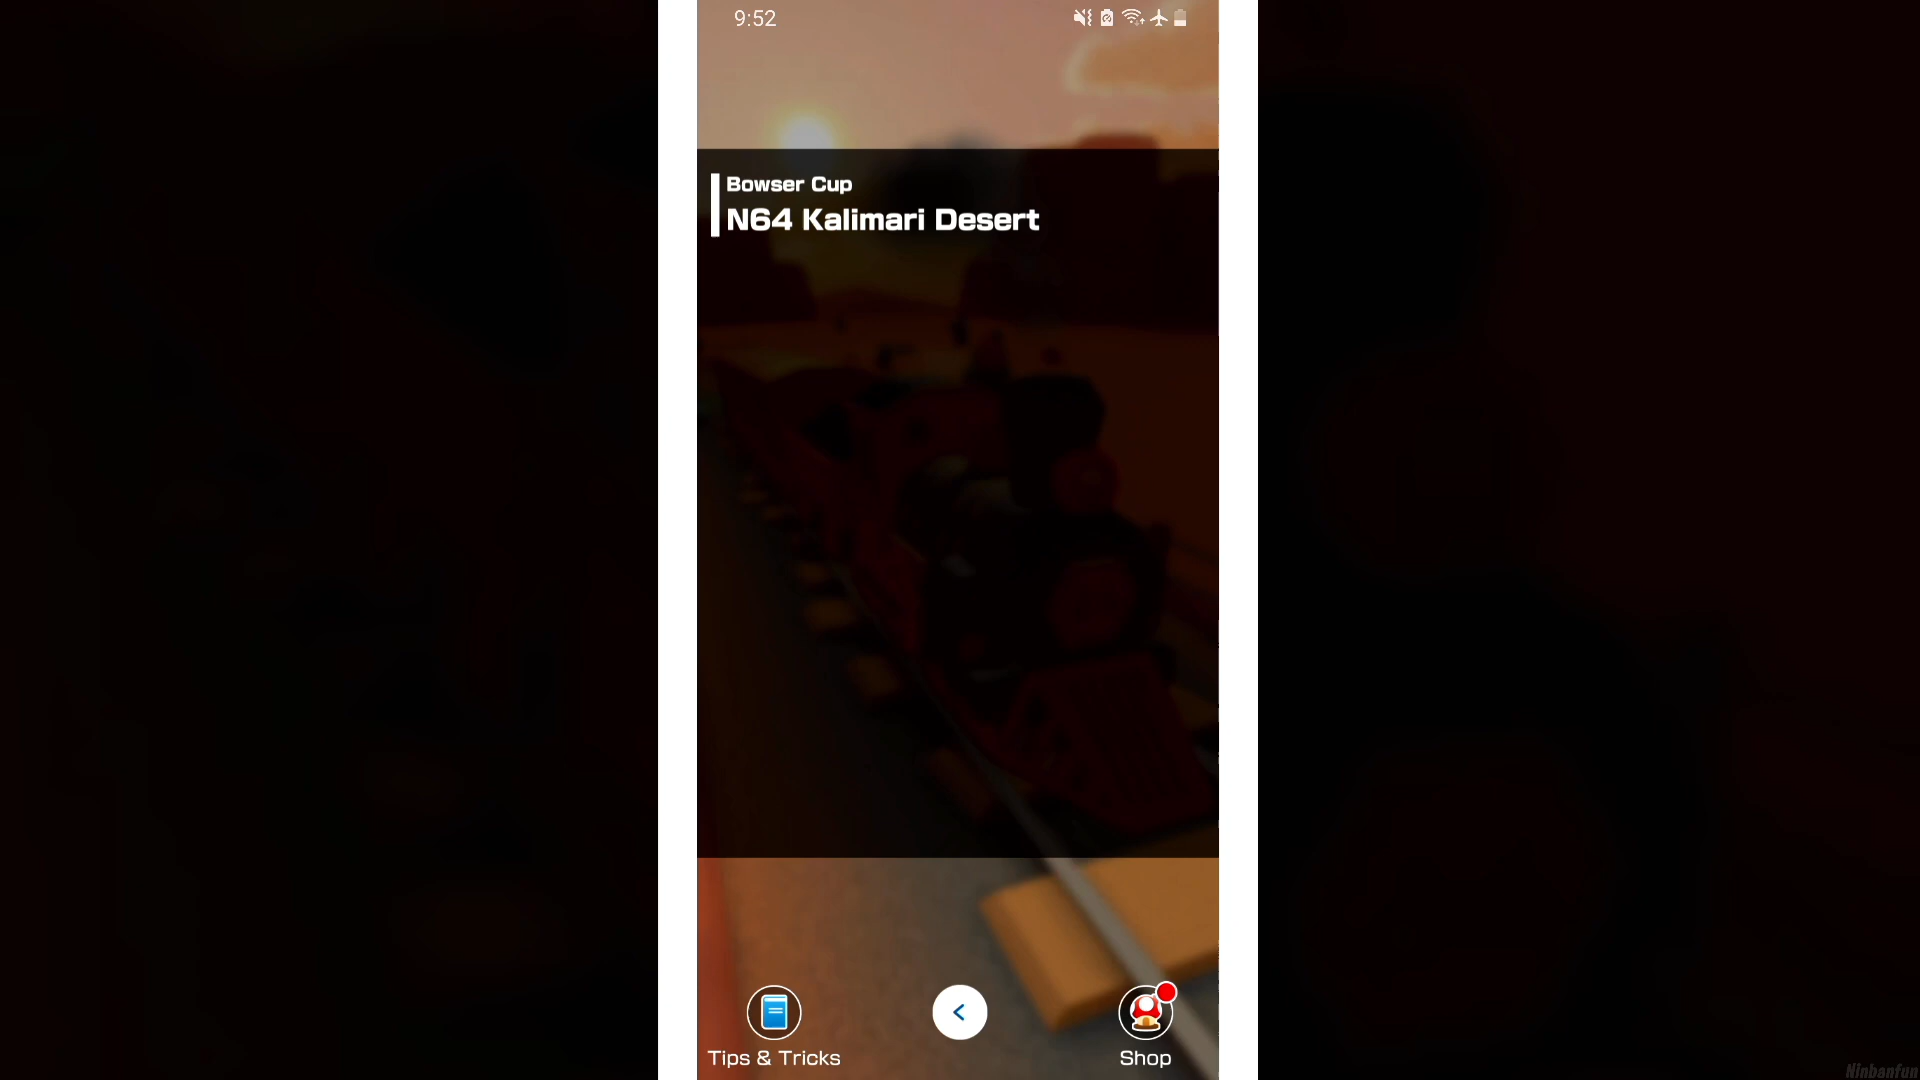 9:52
Bowser Cup
N64 Kalimari Desert
Tips & Tricks
Shop
Ninbanfan